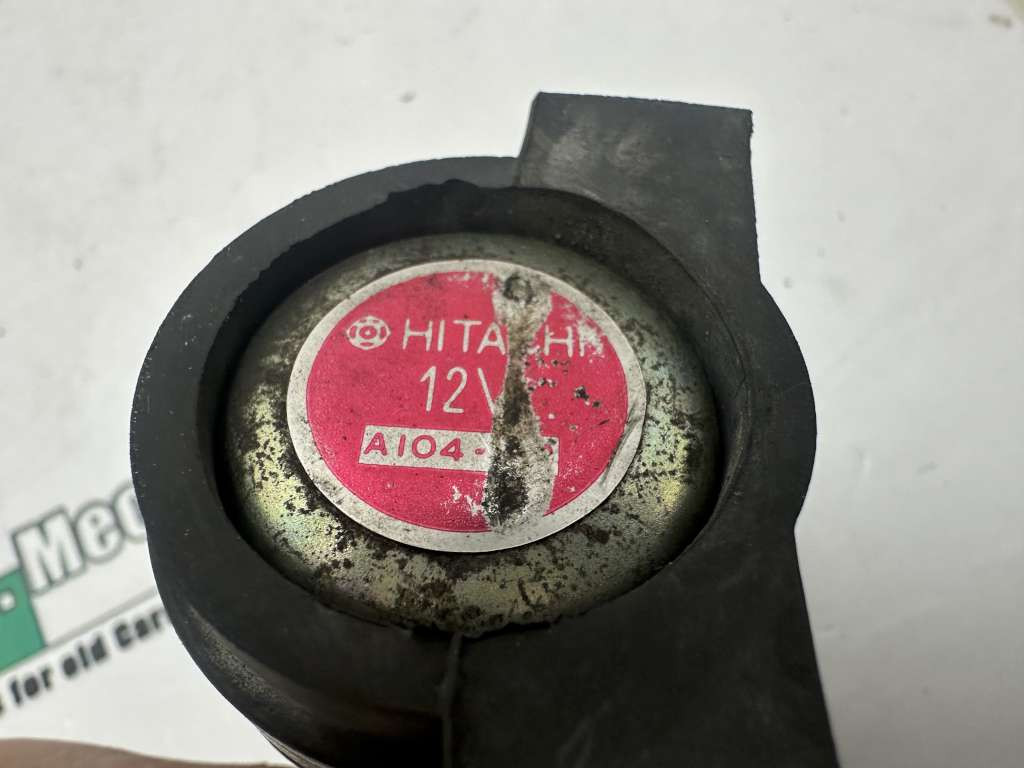 HITACHI
12V
A104-
Mec
for old Car